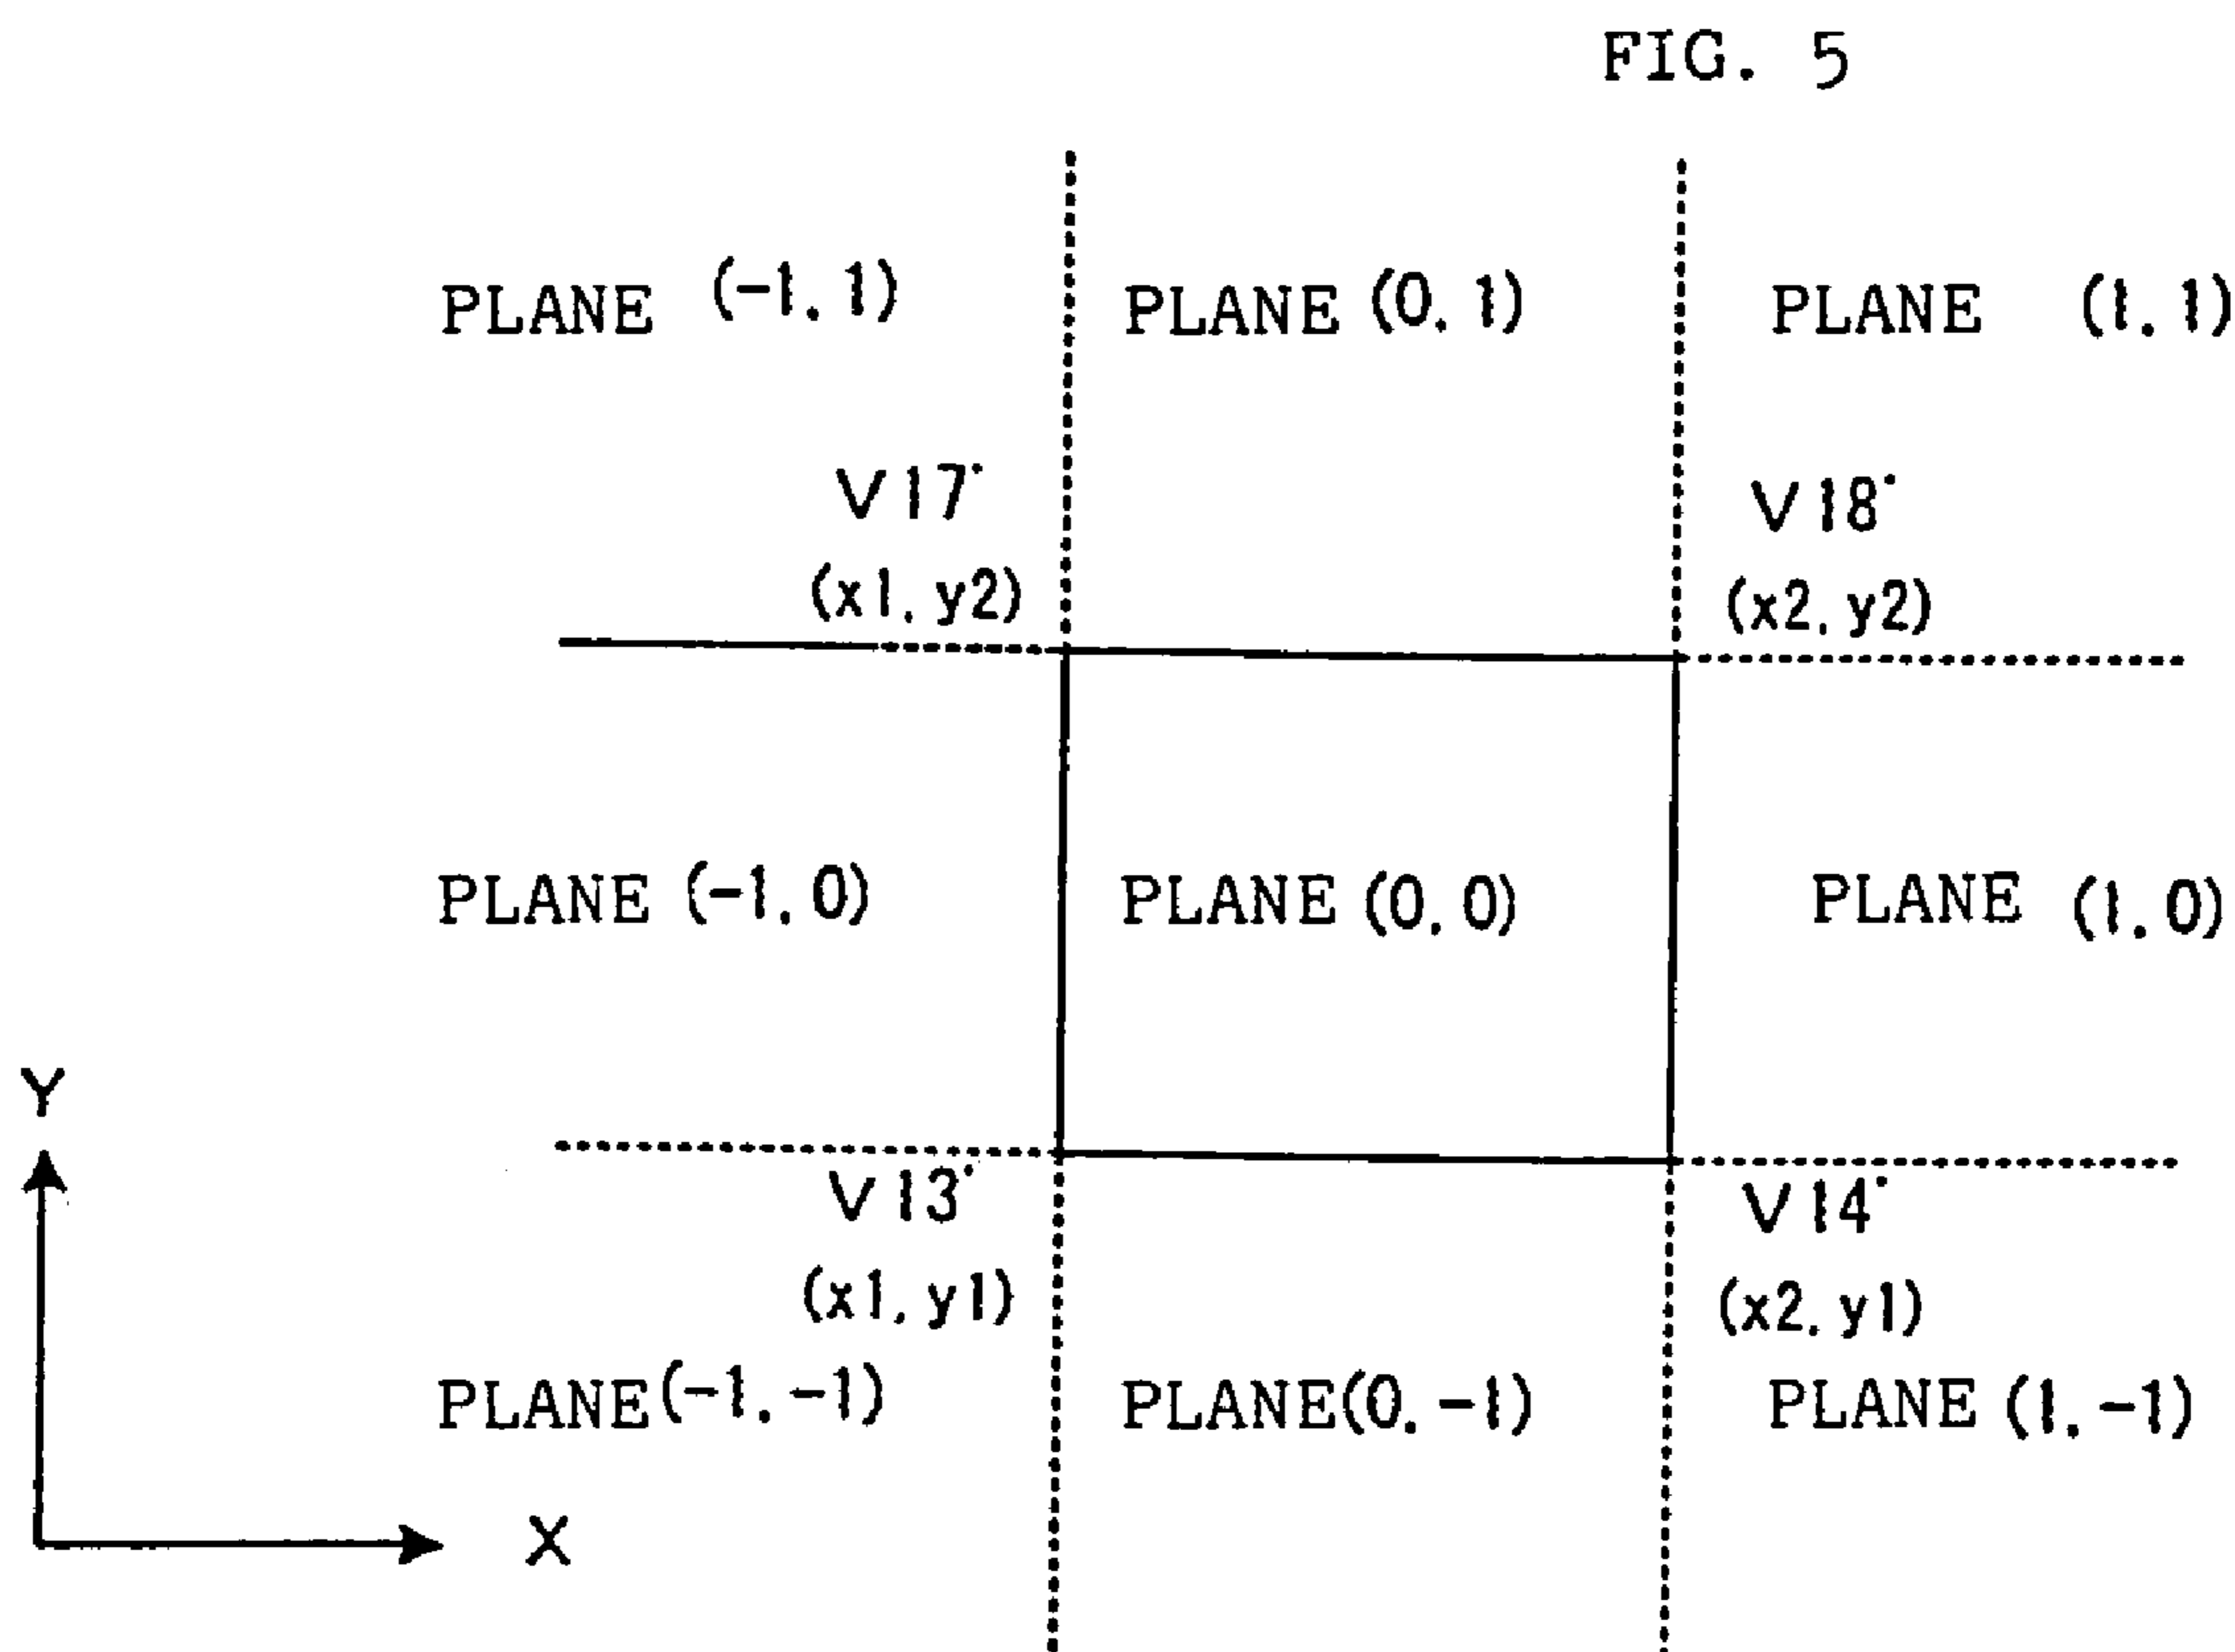 FIG. 5
PLANE (-1, 1) PLANE (0, 1) PLANE (1, 1)
V17' V18'
(x1, y2) (x2, y2)
PLANE (-1, 0) PLANE (0, 0) PLANE (1, 0)
Y
V13' V14'
(x1, y1) (x2, y1)
PLANE (-1, -1) PLANE (0, -1) PLANE (1, -1)
X